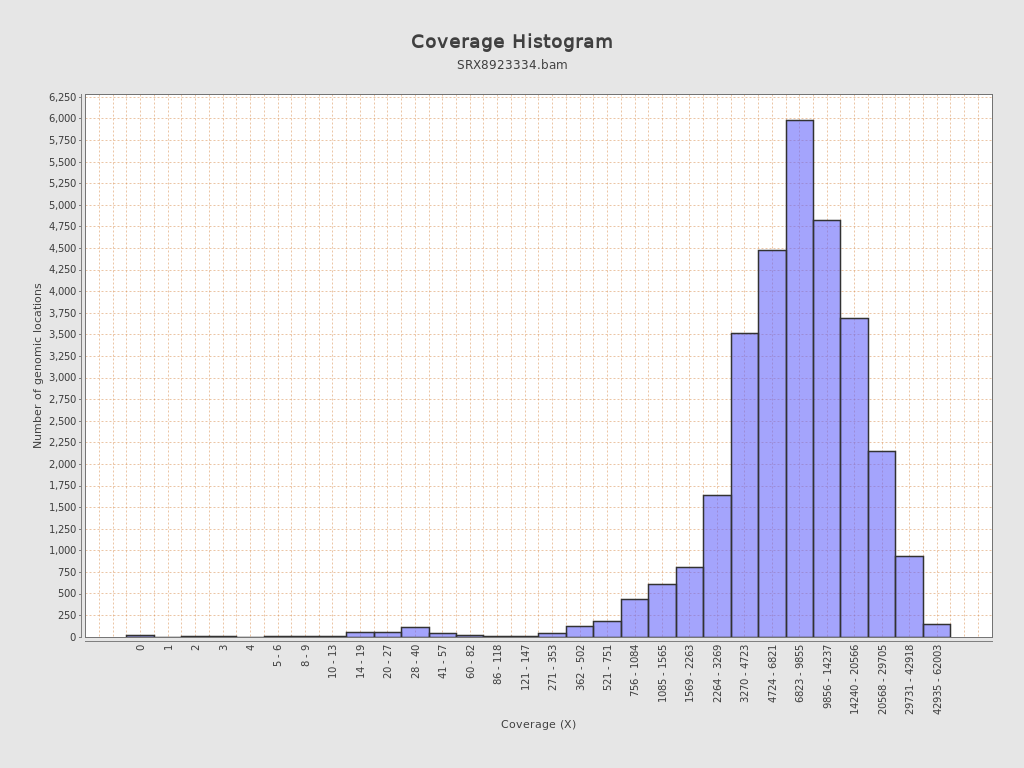 Coverage Histogram
SRX8923334.bam
Number of genomic locations
6,250
6,000
5,750
5,500
5,250
5,000
4,750
4,500
4,250
4,000
3,750
3,500
3,250
3,000
2,750
2,500
2,250
2,000
1,750
1,500
1,250
1,000
750
500
250
0
0
1
2
3
4
5 - 6
8 - 9
10 - 13
14 - 19
20 - 27
28 - 40
41 - 57
60 - 82
86 - 118
121 - 147
271 - 353
362 - 502
521 - 751
756 - 1084
1085 - 1565
1569 - 2263
2264 - 3269
3270 - 4723
4724 - 6821
6823 - 9855
9856 - 14237
14240 - 20566
20568 - 29705
29731 - 42918
42935 - 62003
Coverage (X)